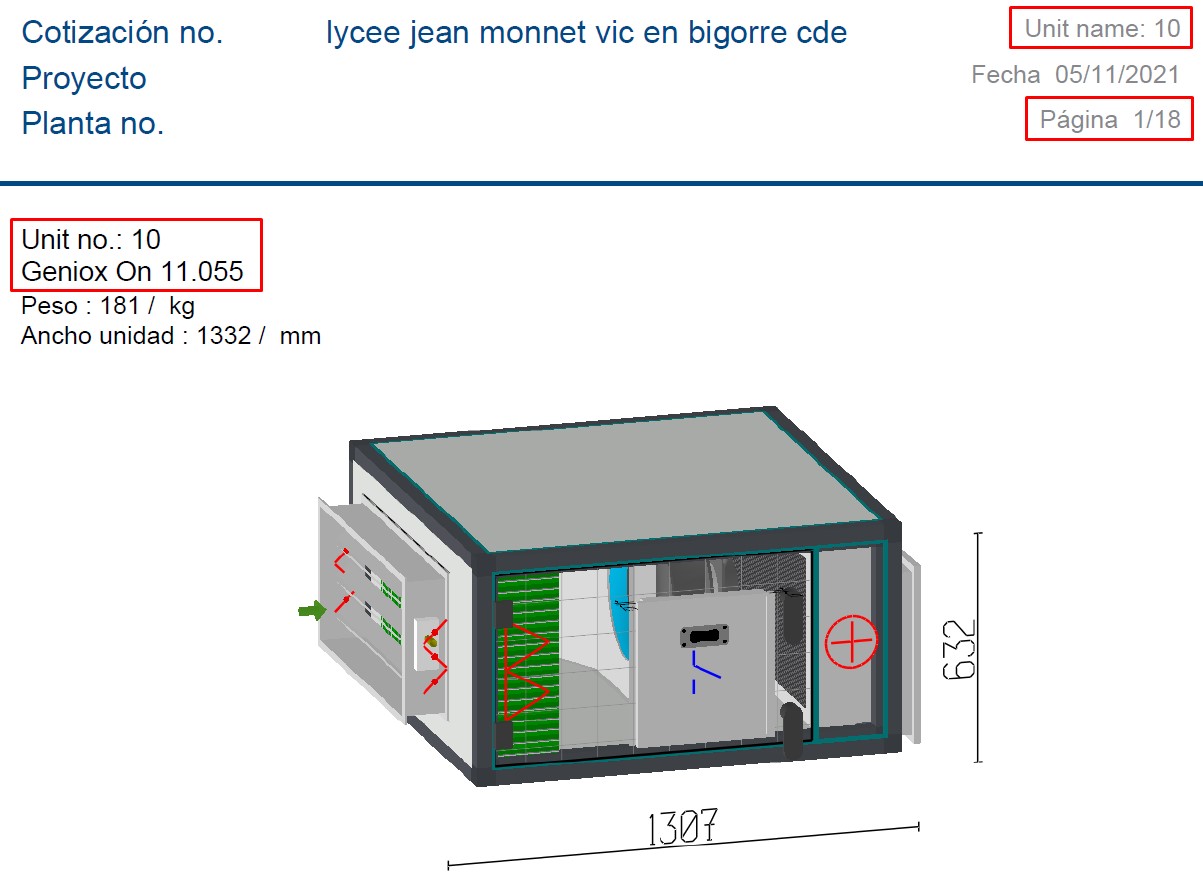 Cotización no. lycee jean monnet vic en bigorre cde Unit name: 10
Proyecto Fecha 05/11/2021
Planta no. Página 1/18
Unit no.: 10
Geniox On 11.055
Peso : 181 / kg
Ancho unidad : 1332 / mm
632
1307